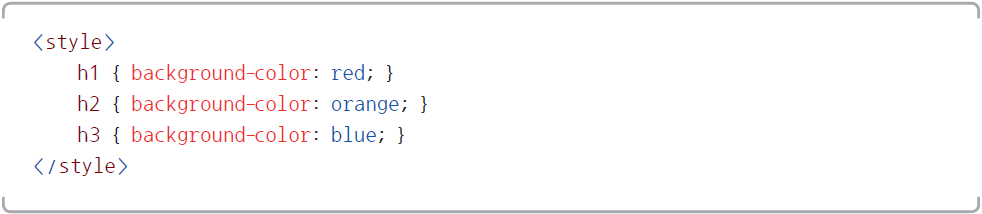 <style>
h1 { background-color: red; }
h2 { background-color: orange; }
h3 { background-color: blue; }
</style>